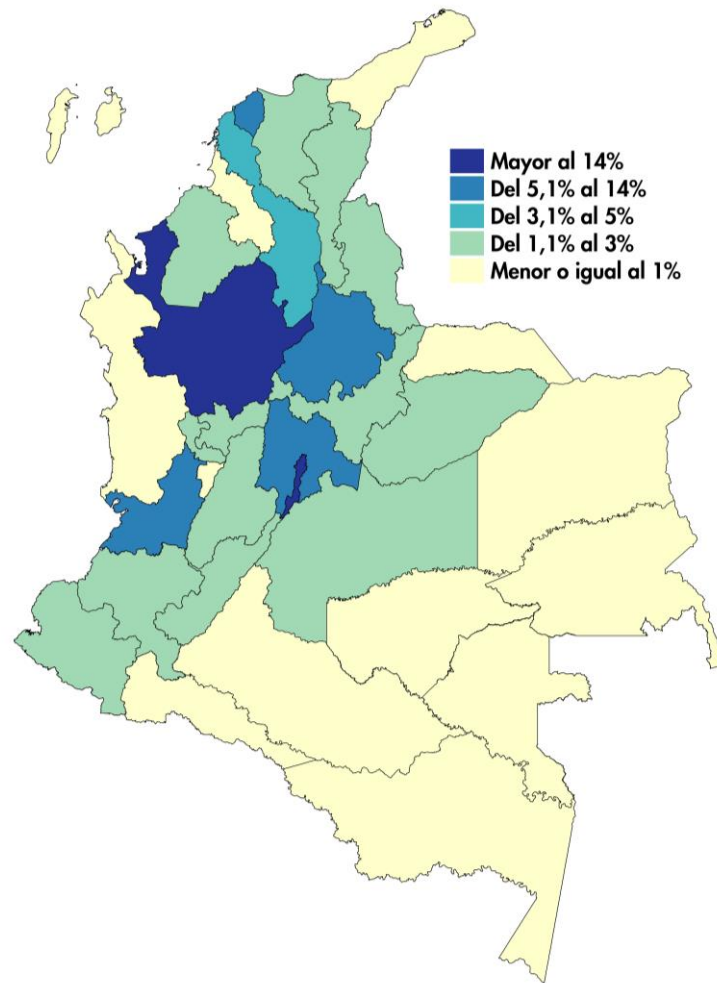 Mayor al 14%
Del 5,1% al 14%
Del 3,1% al 5%
Del 1,1% al 3%
Menor o igual al 1%